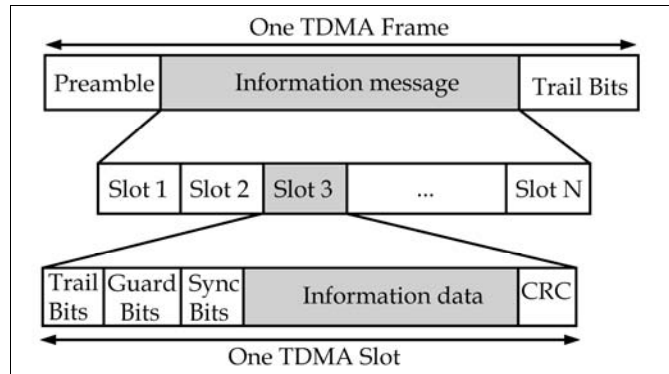 One TDMA Frame
Preamble Information message Trail Bits
Slot 1 Slot 2 Slot 3 ... Slot N
Trail Guard Sync Information data CRC
Bits Bits Bits
One TDMA Slot